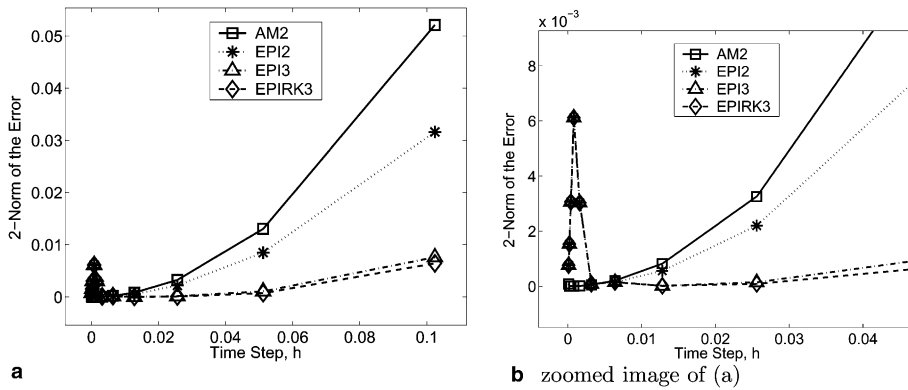 0.05
0.04
0.03
0.02
0.01
0
2−Norm of the Error
AM2
EPI2
EPI3
EPIRK3
0
0.02
0.04
0.06
0.08
0.1
Time Step, h
a
x 10⁻³
8
6
4
2
0
2−Norm of the Error
AM2
EPI2
EPI3
EPIRK3
0
0.01
0.02
0.03
0.04
Time Step, h
b zoomed image of (a)